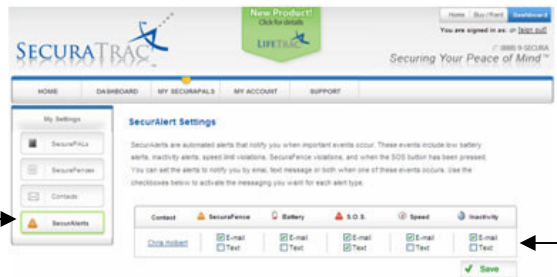 New Product!
Click for details
LIFETRAC
Home Buy / Rent Dashboard
You are signed in as: [sign out]
(888) 9-SECURA
SECURATRAC
Securing Your Peace of Mind™
HOME DASHBOARD MY SECURAPALS MY ACCOUNT SUPPORT
My Settings
SecuraPALs
SecuraFences
Contacts
SecurAlerts
SecurAlert Settings
SecurAlerts are automated alerts that notify you when important events occur. These events include low battery
alerts, inactivity alerts, speed limit violations, SecuraFence violations, and when the SOS button has been pressed.
You can set the alerts to notify you by email, text message or both when one of these events occurs. Use the
checkboxes below to activate the messaging you want for each alert type.
Contact SecuraFence Battery S.O.S. Speed Inactivity
Chris Holbert E-mail E-mail E-mail E-mail E-mail
Text Text Text Text Text
Save